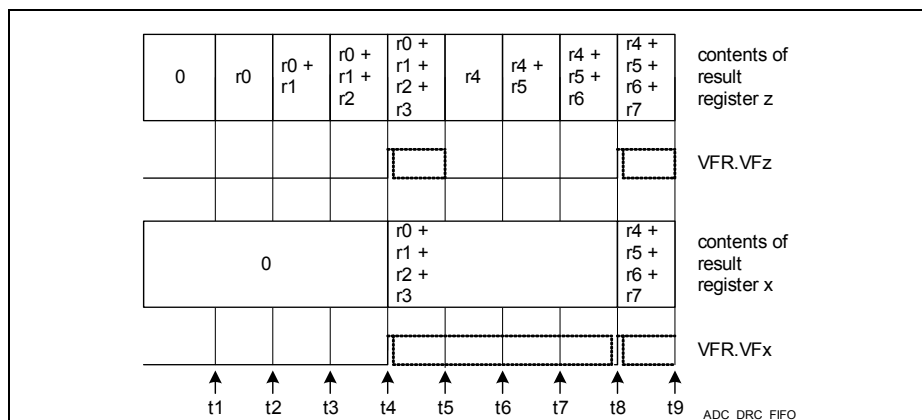 0
r0
r0 +
r1
r0 +
r1 +
r2
r0 +
r1 +
r2 +
r3
r4
r4 +
r5
r4 +
r5 +
r6
r4 +
r5 +
r6 +
r7
contents of
result
register z
VFR.VFz
0
r0 +
r1 +
r2 +
r3
r4 +
r5 +
r6 +
r7
contents of
result
register x
VFR.VFx
t1 t2 t3 t4 t5 t6 t7 t8 t9
ADC_DRC_FIFO